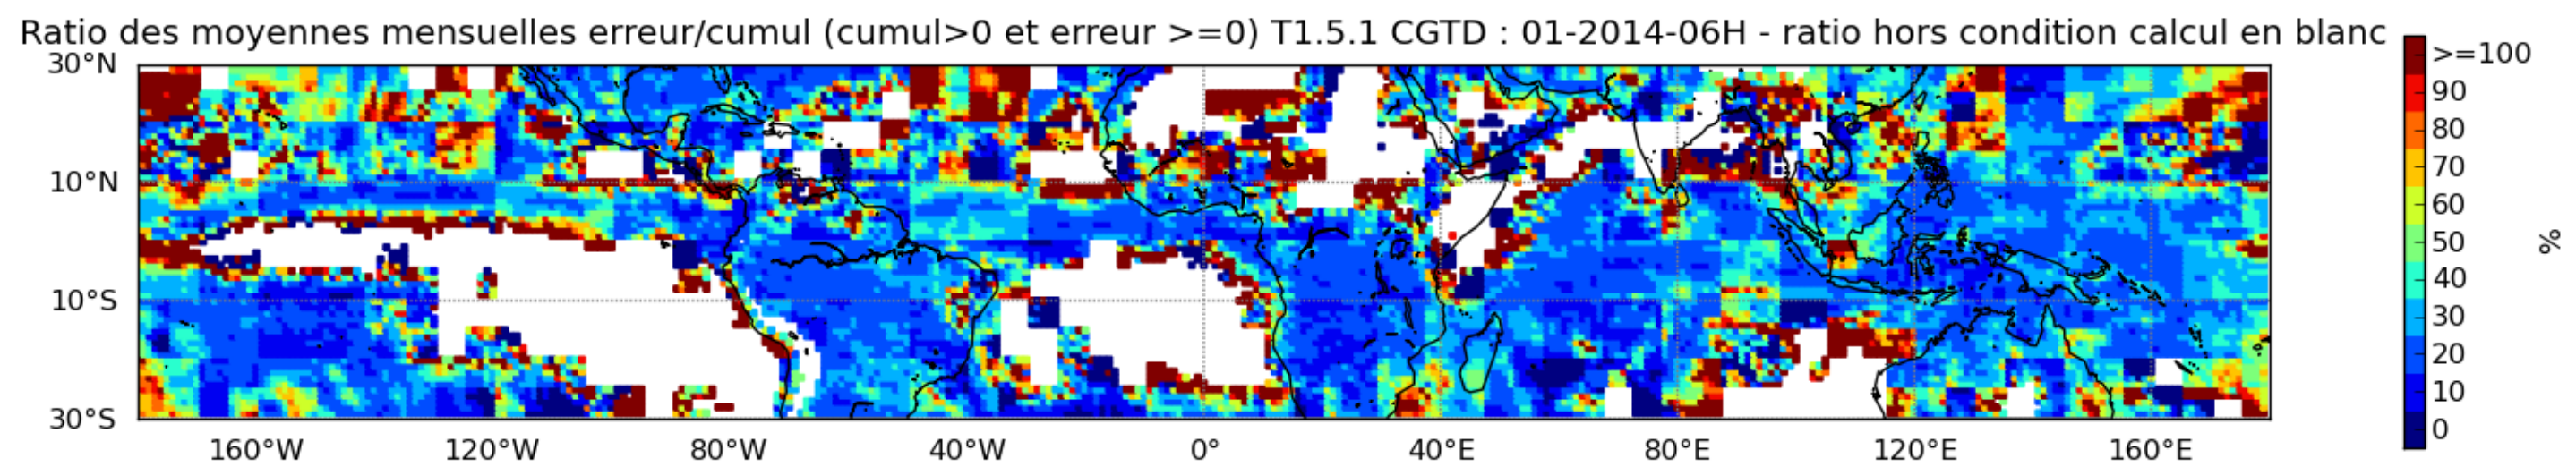 Ratio des moyennes mensuelles erreur/cumul (cumul>0 et erreur >=0) T1.5.1 CGTD : 01-2014-06H - ratio hors condition calcul en blanc
30°N
10°N
10°S
30°S
160°W 120°W 80°W 40°W 0° 40°E 80°E 120°E 160°E
>=100
90
80
70
60
50
40
30
20
10
0
%